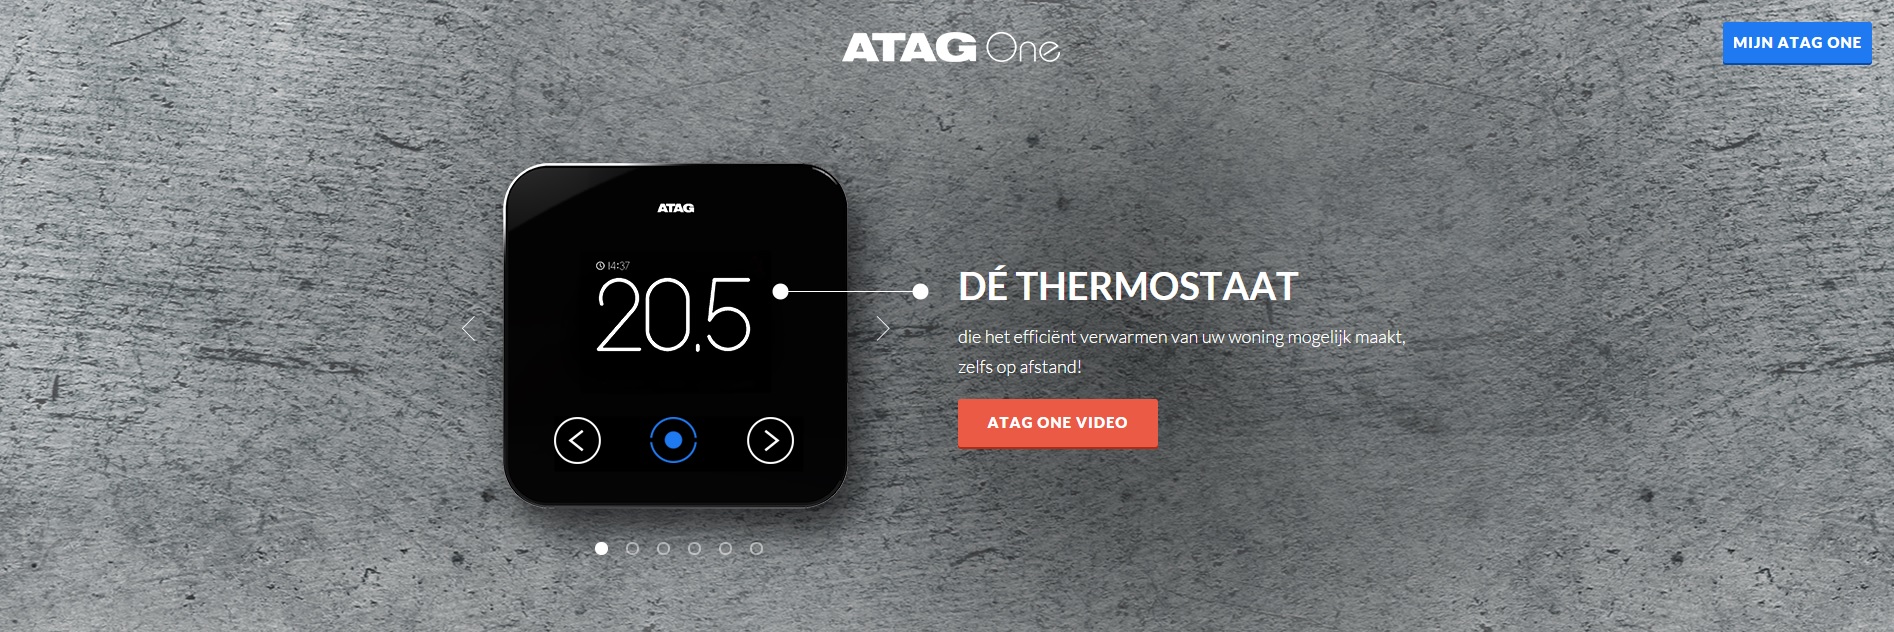 ATAG One
MIJN ATAG ONE
ATAG
14:37
20.5
DÉ THERMOSTAAT
die het efficiënt verwarmen van uw woning mogelijk maakt,
zelfs op afstand!
ATAG ONE VIDEO